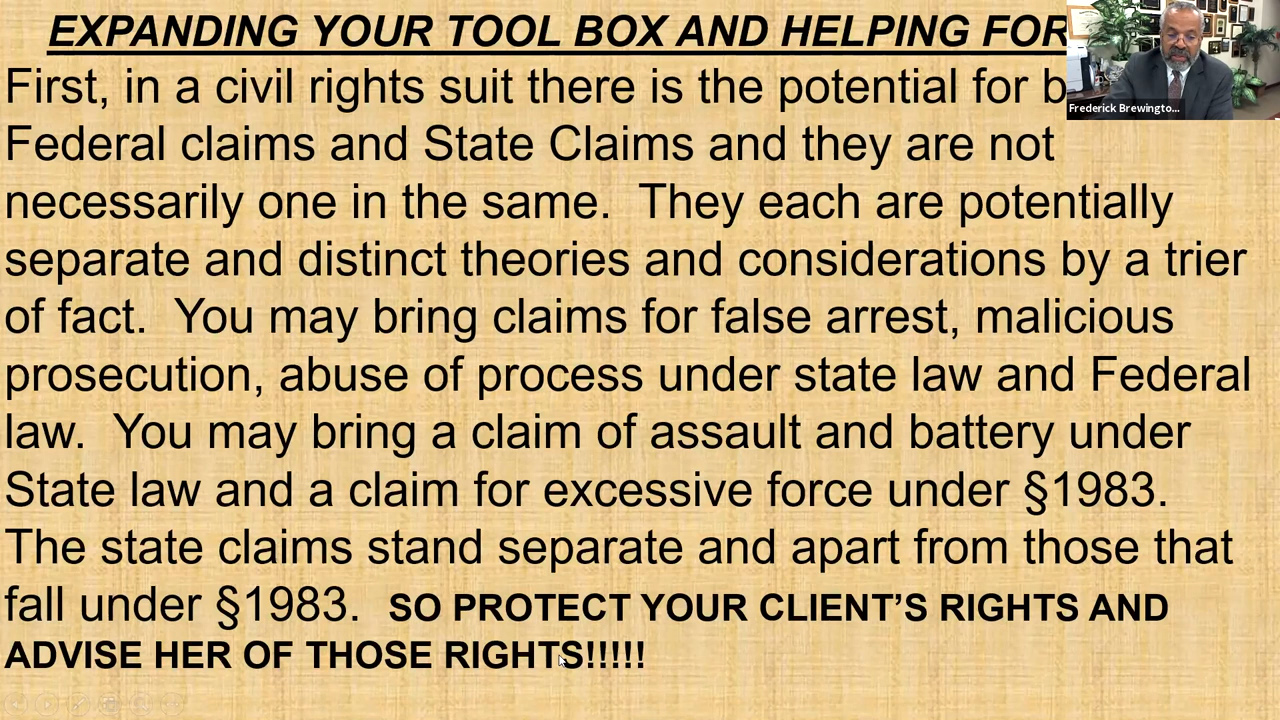 EXPANDING YOUR TOOL BOX AND HELPING FOR
First, in a civil rights suit there is the potential for b
Federal claims and State Claims and they are not
necessarily one in the same. They each are potentially
separate and distinct theories and considerations by a trier
of fact. You may bring claims for false arrest, malicious
prosecution, abuse of process under state law and Federal
law. You may bring a claim of assault and battery under
State law and a claim for excessive force under §1983.
The state claims stand separate and apart from those that
fall under §1983. SO PROTECT YOUR CLIENT’S RIGHTS AND
ADVISE HER OF THOSE RIGHTS!!!!!
Frederick Brewingto...